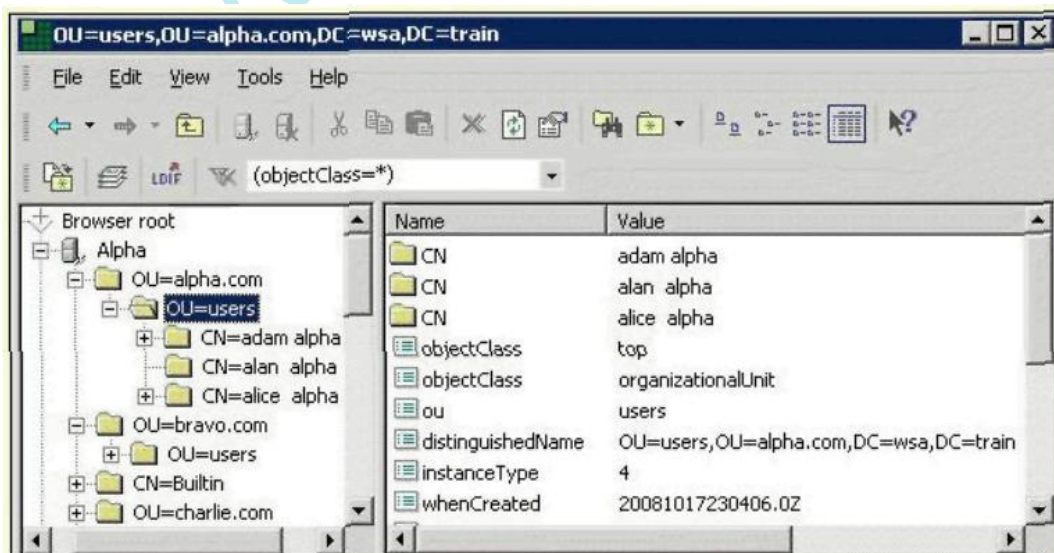 OU=users,OU=alpha.com,DC=wsa,DC=train
File Edit View Tools Help
LDIF (objectClass=*)
Browser root
Alpha
OU=alpha.com
OU=users
CN=adam alpha
CN=alan alpha
CN=alice alpha
OU=bravo.com
OU=users
CN=Builtin
OU=charlie.com
Name Value
CN adam alpha
CN alan alpha
CN alice alpha
objectClass top
objectClass organizationalUnit
ou users
distinguishedName OU=users,OU=alpha.com,DC=wsa,DC=train
instanceType 4
whenCreated 20081017230406.0Z